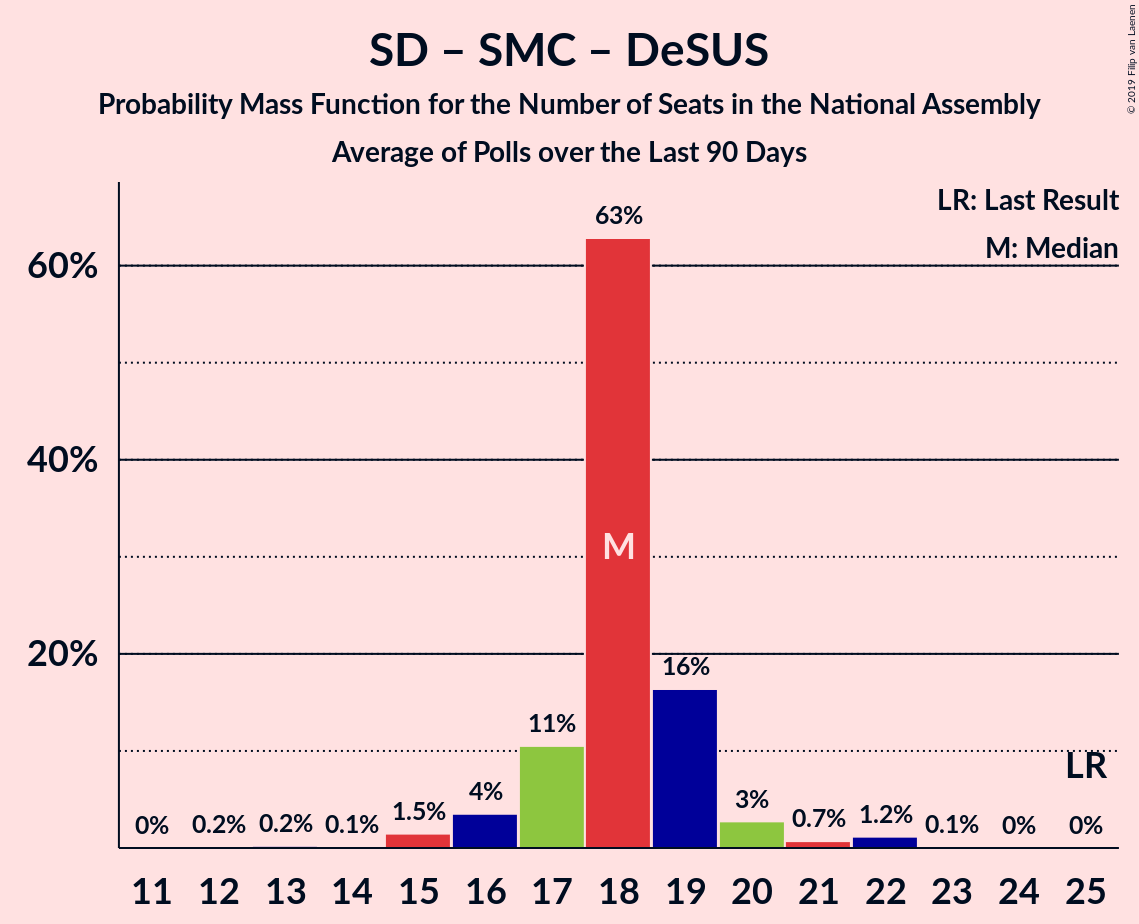 SD – SMC – DeSUS
Probability Mass Function for the Number of Seats in the National Assembly
Average of Polls over the Last 90 Days
© 2019 Filip van Laenen
LR: Last Result
M: Median
60%
40%
20%
0%
0.2%
0.2%
0.1%
1.5%
4%
11%
63%
M
16%
3%
0.7%
1.2%
0.1%
0%
0%
LR
11 12 13 14 15 16 17 18 19 20 21 22 23 24 25